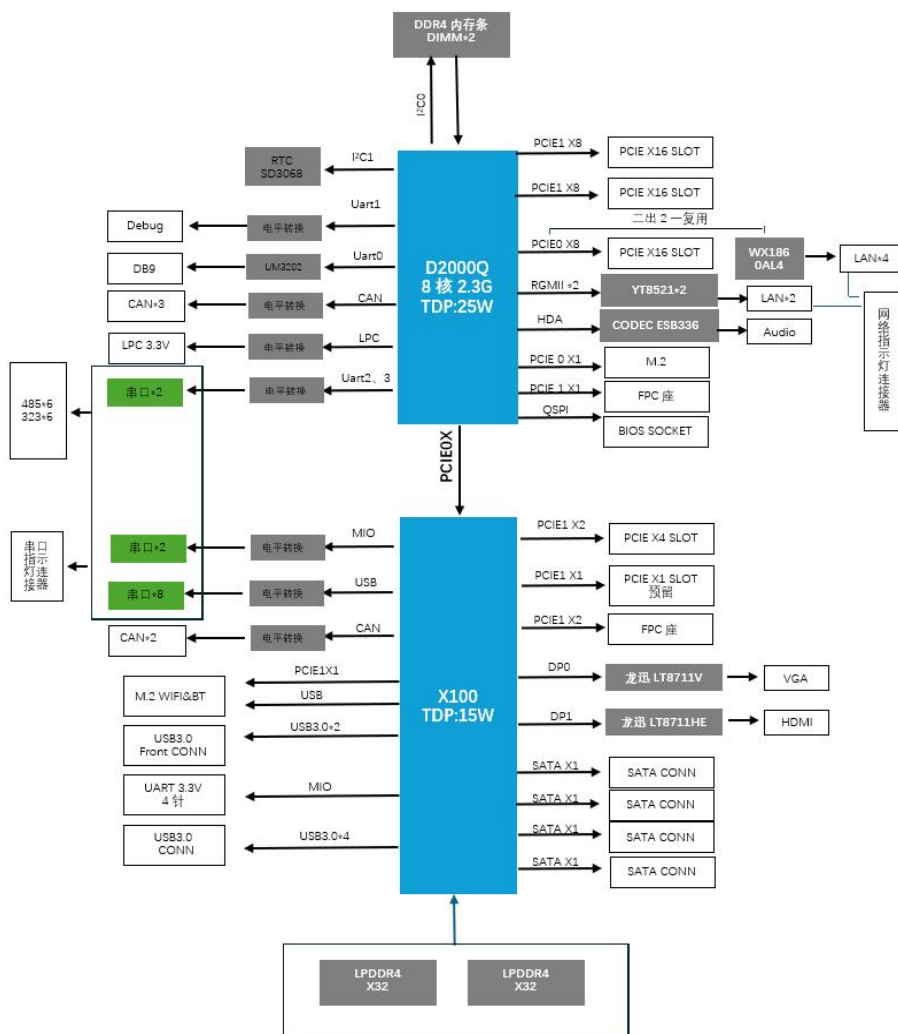 DDR4 内存条
DIMM*2
I²C0
RTC
SD3068
I²C1
Debug
电平转换
Uart1
DB9
UM3202
Uart0
CAN*3
电平转换
CAN
LPC 3.3V
电平转换
LPC
串口*2
电平转换
Uart2、3
485*6
323*6
D2000Q
8 核 2.3G
TDP:25W
PCIE1 X8
PCIE X16 SLOT
PCIE1 X8
PCIE X16 SLOT
二出 2 一复用
PCIE0 X8
PCIE X16 SLOT
WX186
0AL4
LAN*4
RGMII *2
YT8521*2
LAN*2
HDA
CODEC ESB336
Audio
网络指示灯连接器
PCIE 0 X1
M.2
PCIE 1 X1
FPC 座
QSPI
BIOS SOCKET
PCIE0X
串口
指示
灯连
接器
串口*2
电平转换
MIO
串口*8
电平转换
USB
CAN*2
电平转换
CAN
M.2 WIFI&BT
PCIE1X1
USB
USB3.0
Front CONN
USB3.0*2
UART 3.3V
4 针
MIO
USB3.0
CONN
USB3.0*4
X100
TDP:15W
PCIE1 X2
PCIE X4 SLOT
PCIE1 X1
PCIE X1 SLOT
预留
PCIE1 X2
FPC 座
DP0
龙迅 LT8711V
VGA
DP1
龙迅 LT8711HE
HDMI
SATA X1
SATA CONN
SATA X1
SATA CONN
SATA X1
SATA CONN
SATA X1
SATA CONN
LPDDR4
X32
LPDDR4
X32